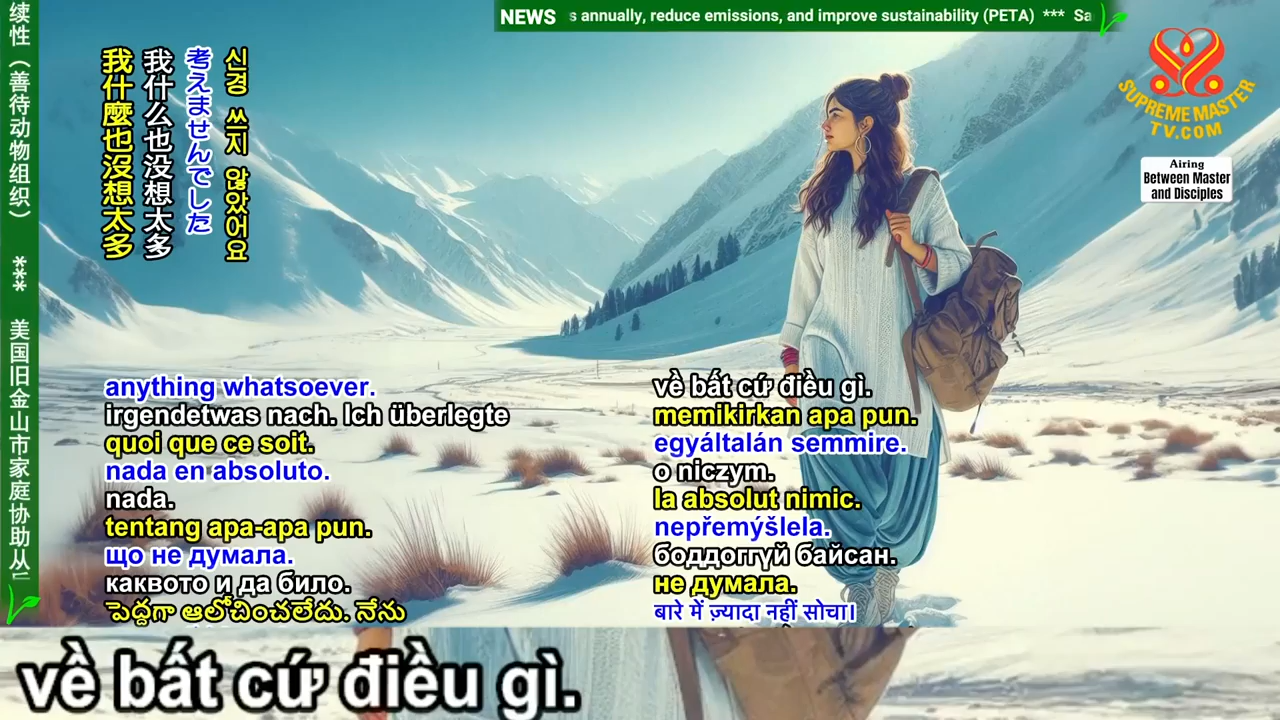 NEWS s annually, reduce emissions, and improve sustainability (PETA) *** Sa
续性（善待动物组织） *** 美国旧金山市家庭协助从
SUPREME MASTER
TV.COM
Airing
Between Master
and Disciples
신경 쓰지 않았어요
考えませんでした
我什么也没想太多
我什麼也沒想太多
anything whatsoever.
irgendetwas nach. Ich überlegte
quoi que ce soit.
nada en absoluto.
nada.
tentang apa-apa pun.
що не думала.
каквото и да било.
పెద్దగా ఆలోచించలేదు. నేను
về bất cứ điều gì.
memikirkan apa pun.
egyáltalán semmire.
o niczym.
la absolut nimic.
nepřemýšlela.
боддоггүй байсан.
не думала.
बारे में ज़्यादा नहीं सोचा।
về bất cứ điều gì.